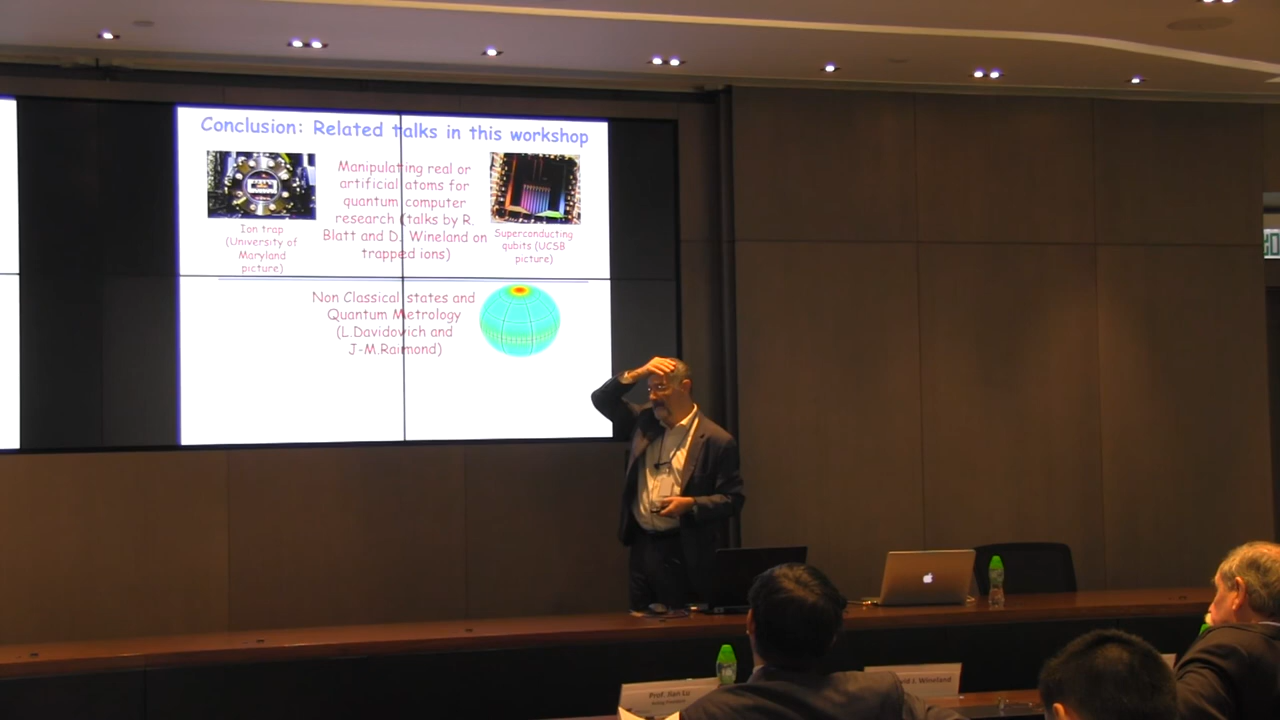 Conclusion: Related talks in this workshop
Manipulating real or
artificial atoms for
quantum computer
research (talks by R.
Blatt and D. Wineland on
trapped ions)
Ion trap
(University of
Maryland
picture)
Superconducting
qubits (UCSB
picture)
Non Classical states and
Quantum Metrology
(L.Davidovich and
J-M.Raimond)
Prof. Jian Lu
J. Wineland